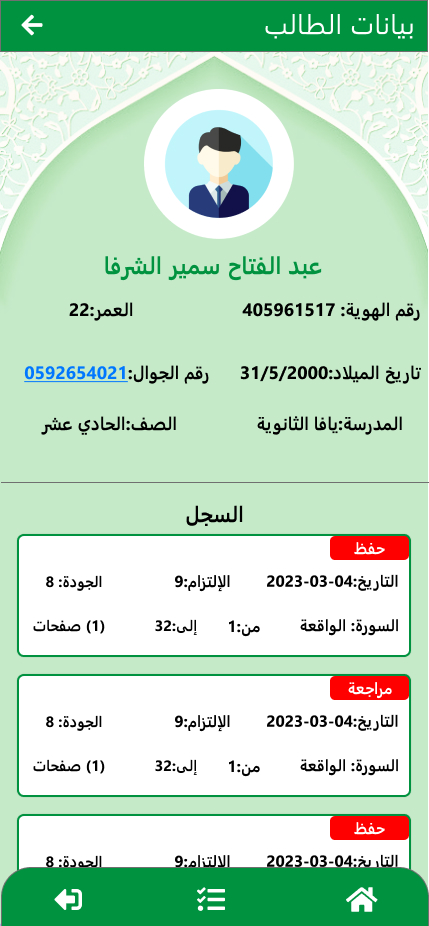 بيانات الطالب
عبد الفتاح سمير الشرفا
رقم الهوية: 405961517 العمر:22
تاريخ الميلاد:31/5/2000 رقم الجوال:0592654021
المدرسة:يافا الثانوية الصف:الحادي عشر
السجل
حفظ
التاريخ:04-03-2023 الإلتزام:9 الجودة: 8
السورة: الواقعة من:1 إلى:32 (1) صفحات
مراجعة
التاريخ:04-03-2023 الإلتزام:9 الجودة: 8
السورة: الواقعة من:1 إلى:32 (1) صفحات
حفظ
التاريخ:04-03-2023 الإلتزام:9 الجودة: 8